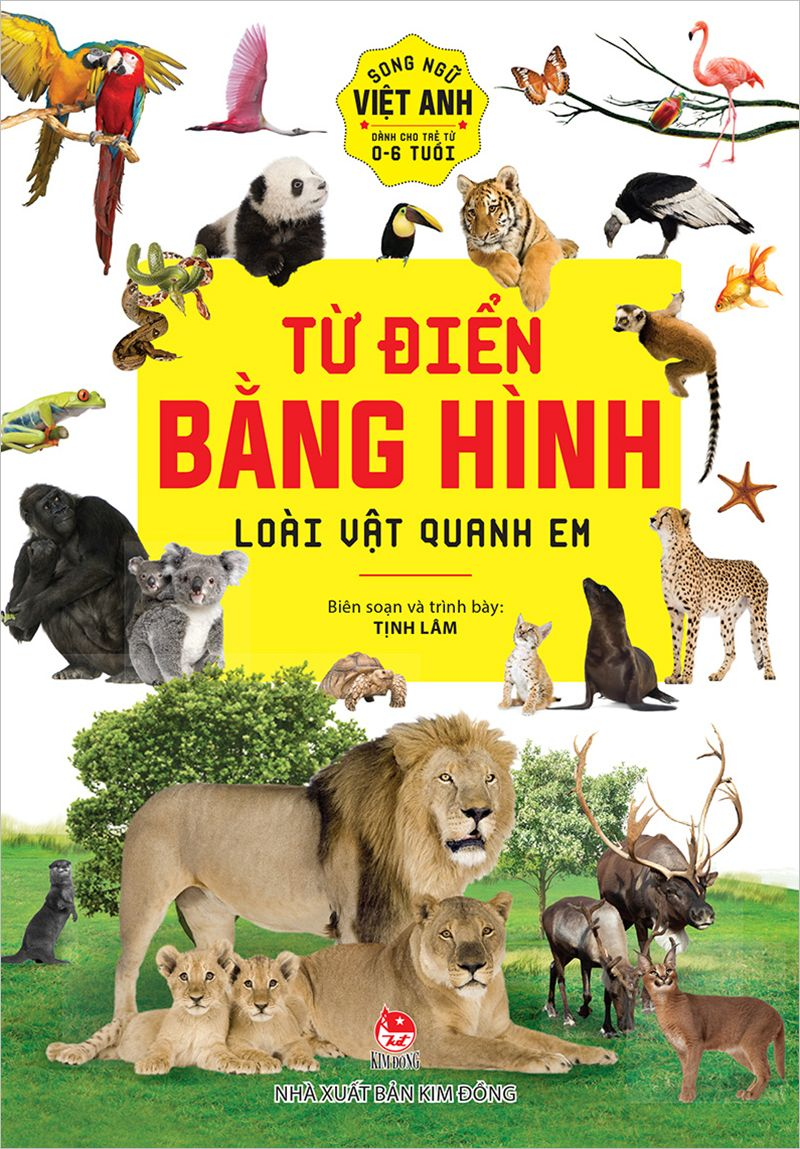 SONG NGỮ
VIỆT ANH
DÀNH CHO TRẺ TỪ
0-6 TUỔI
TỪ ĐIỂN
BẰNG HÌNH
LOÀI VẬT QUANH EM
Biên soạn và trình bày:
TỊNH LÂM
KIM ĐỒNG
NHÀ XUẤT BẢN KIM ĐỒNG